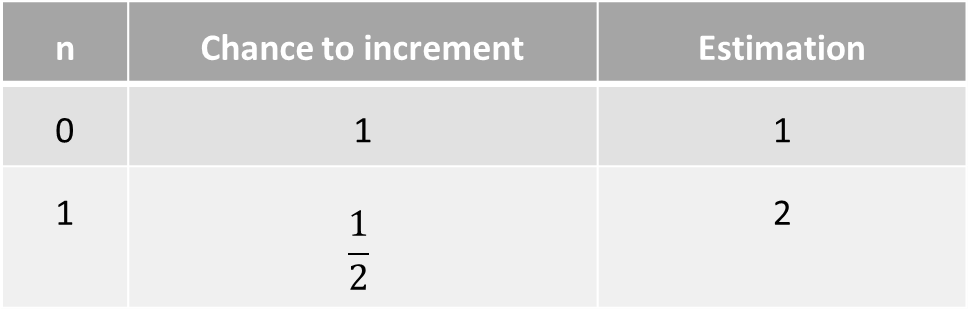 n Chance to increment Estimation
0 1 1
1 1/2 2